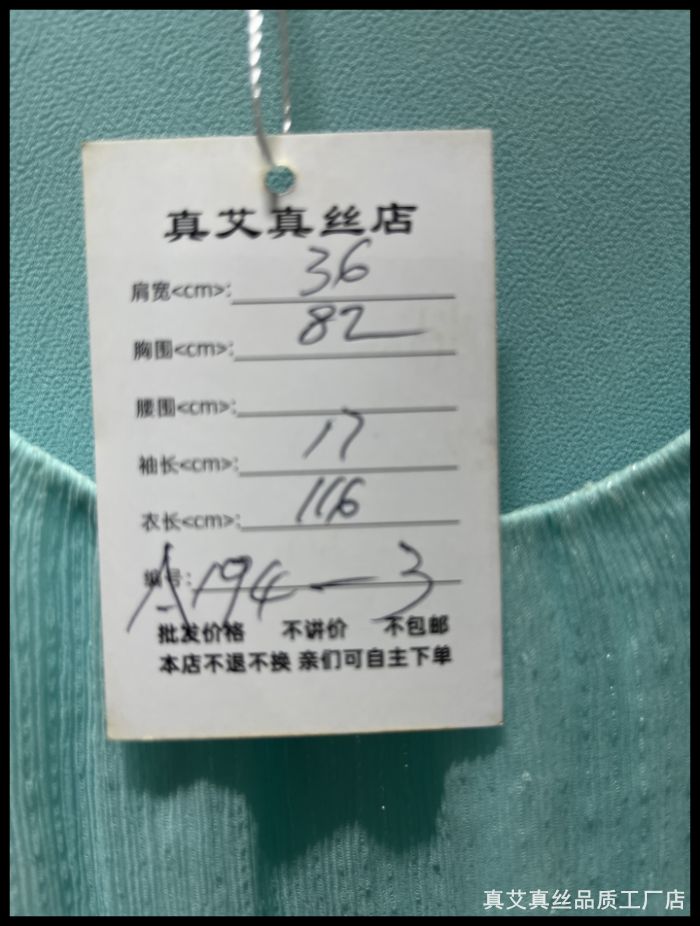 真艾真丝店
肩宽<cm>: 36
胸围<cm>: 82
腰围<cm>:
袖长<cm>: 17
衣长<cm>: 116
编号: A194-3
批发价格 不讲价 不包邮
本店不退不换 亲们可自主下单
真艾真丝品质工厂店